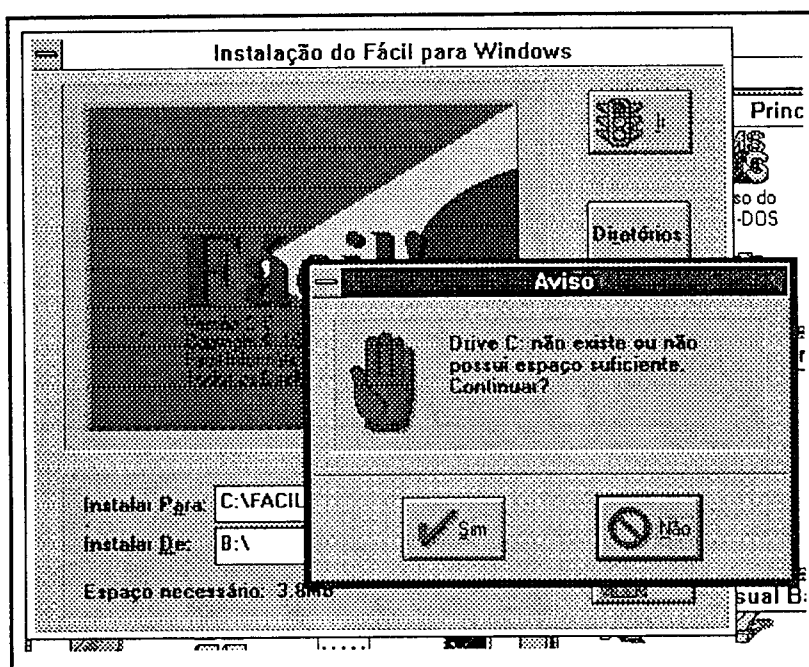 Instalação do Fácil para Windows
Ir
Princ
so do
-DOS
Diretórios
Aviso
Drive C: não existe ou não
possui espaço suficiente.
Continuar?
Instalar Para: C:\FACIL
Sim
Não
Instalar De: B:\
Espaço necessário: 3.8MB
sual B